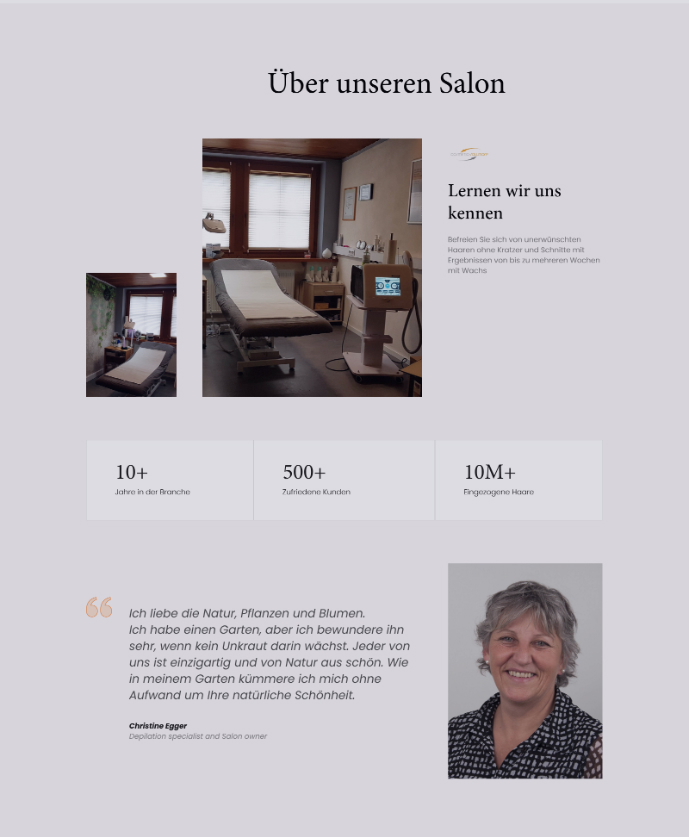 Über unseren Salon
Lernen wir uns
kennen
Befreien Sie sich von unerwünschten
Haaren ohne Kratzer und Schnitte mit
Ergebnissen von bis zu mehreren Wochen
mit Wachs
10+
Jahre in der Branche
500+
Zufriedene Kunden
10M+
Eingezogene Haare
Ich liebe die Natur, Pflanzen und Blumen.
Ich habe einen Garten, aber ich bewundere ihn
sehr, wenn kein Unkraut darin wächst. Jeder von
uns ist einzigartig und von Natur aus schön. Wie
in meinem Garten kümmere ich mich ohne
Aufwand um Ihre natürliche Schönheit.
Christine Egger
Depilation specialist and Salon owner